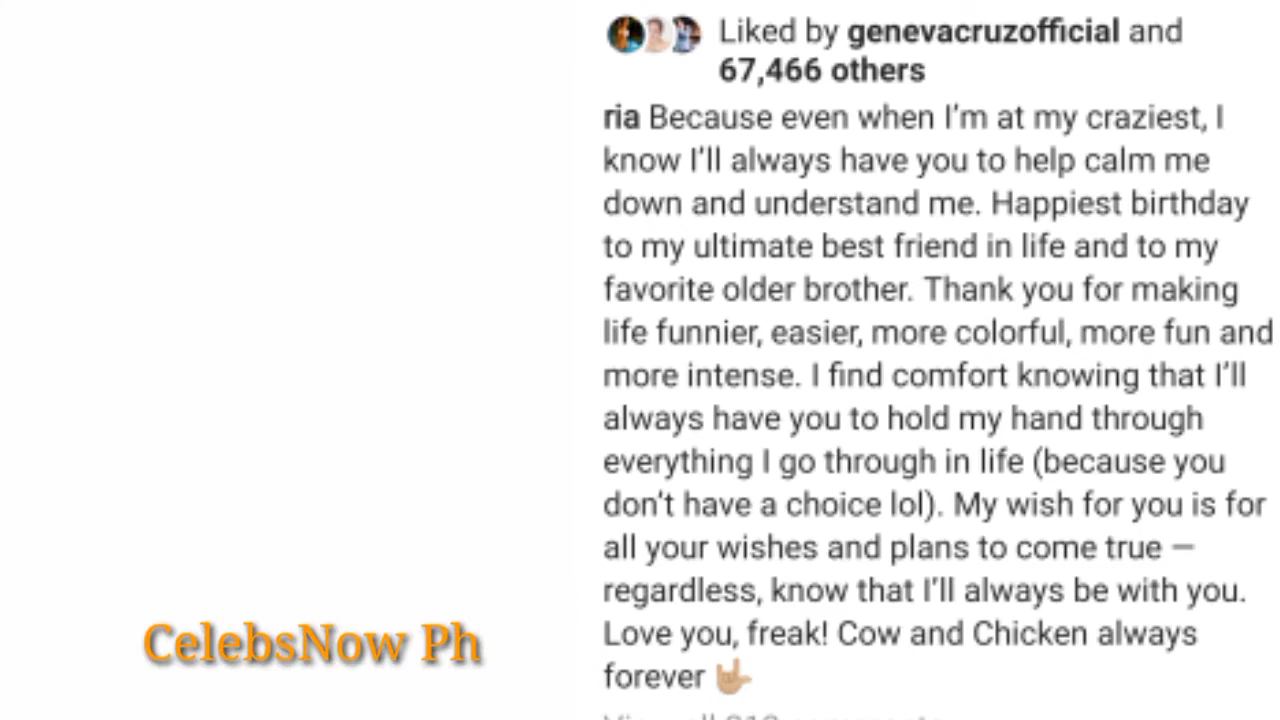 Liked by genevacruzofficial and
67,466 others
ria Because even when I'm at my craziest, I
know I'll always have you to help calm me
down and understand me. Happiest birthday
to my ultimate best friend in life and to my
favorite older brother. Thank you for making
life funnier, easier, more colorful, more fun and
more intense. I find comfort knowing that I'll
always have you to hold my hand through
everything I go through in life (because you
don't have a choice lol). My wish for you is for
all your wishes and plans to come true —
regardless, know that I'll always be with you.
Love you, freak! Cow and Chicken always
forever 🤟🏼
CelebsNow Ph